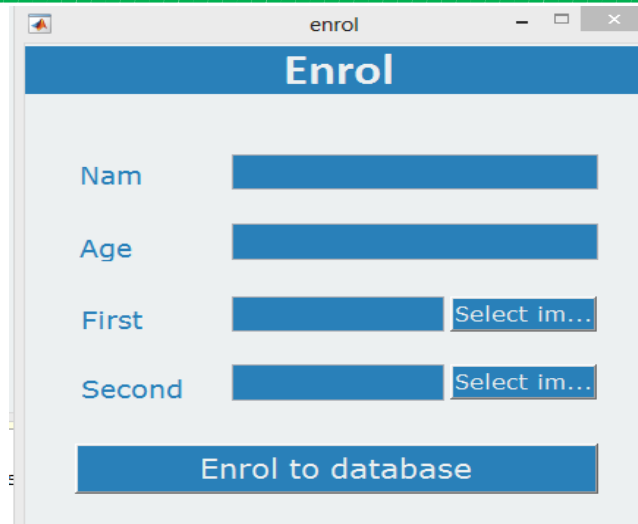 enrol
Enrol
Nam
Age
First
Select im...
Second
Select im...
Enrol to database